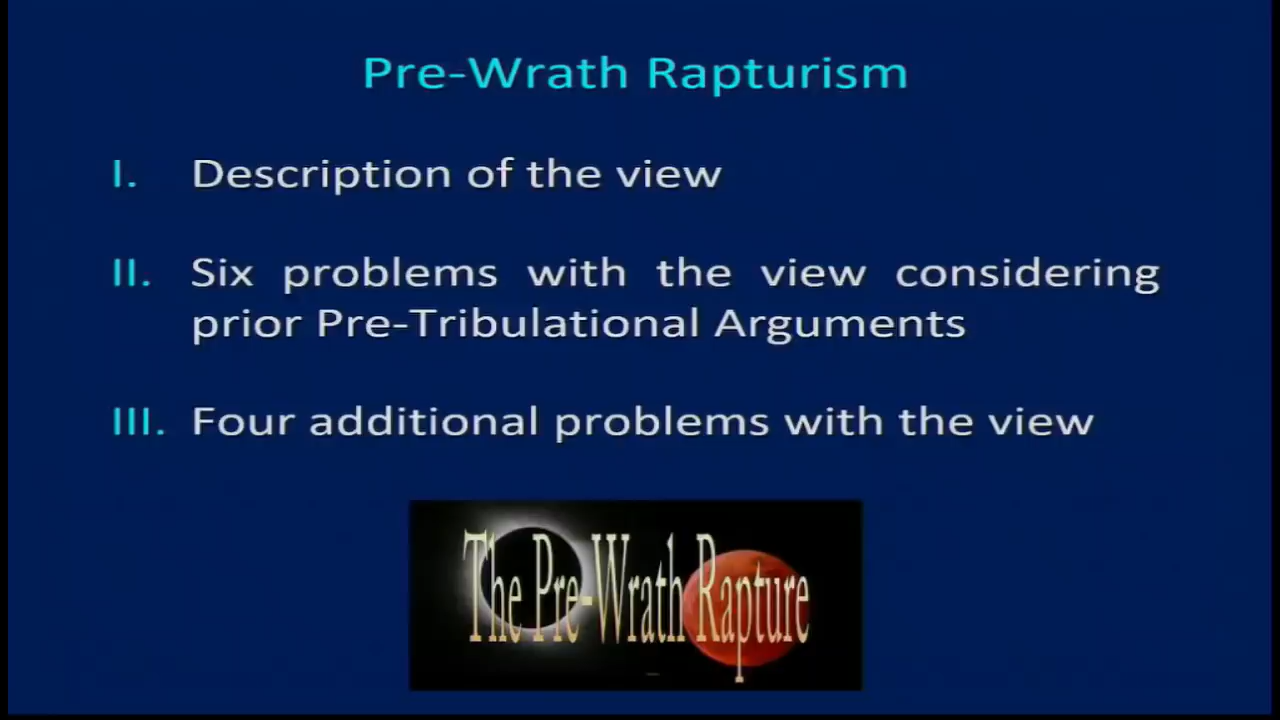 Pre-Wrath Rapturism
I. Description of the view
II. Six problems with the view considering
prior Pre-Tribulational Arguments
III. Four additional problems with the view
The Pre-Wrath Rapture